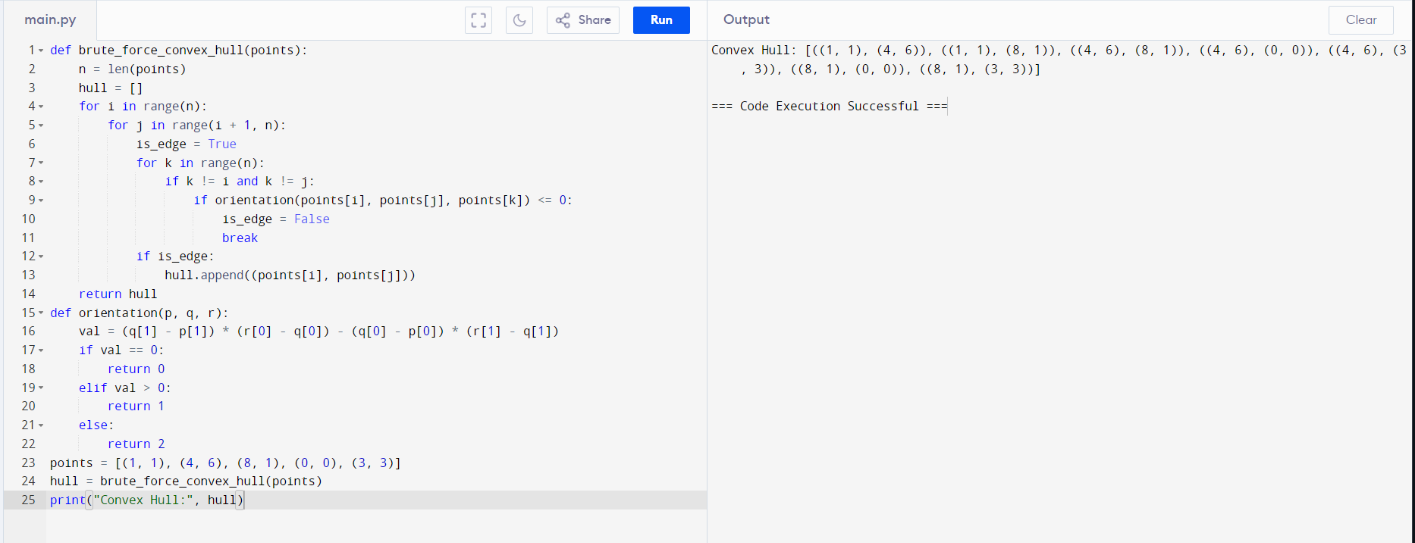 main.py
Share
Run
Output
Clear
1 def brute_force_convex_hull(points):
2     n = len(points)
3     hull = []
4     for i in range(n):
5         for j in range(i + 1, n):
6             is_edge = True
7             for k in range(n):
8                 if k != i and k != j:
9                     if orientation(points[i], points[j], points[k]) <= 0:
10                         is_edge = False
11                         break
12             if is_edge:
13                 hull.append((points[i], points[j]))
14     return hull
15 def orientation(p, q, r):
16     val = (q[1] - p[1]) * (r[0] - q[0]) - (q[0] - p[0]) * (r[1] - q[1])
17     if val == 0:
18         return 0
19     elif val > 0:
20         return 1
21     else:
22         return 2
23 points = [(1, 1), (4, 6), (8, 1), (0, 0), (3, 3)]
24 hull = brute_force_convex_hull(points)
25 print("Convex Hull:", hull)
Convex Hull: [((1, 1), (4, 6)), ((1, 1), (8, 1)), ((4, 6), (8, 1)), ((4, 6), (0, 0)), ((4, 6), (3
, 3)), ((8, 1), (0, 0)), ((8, 1), (3, 3))]
=== Code Execution Successful ===